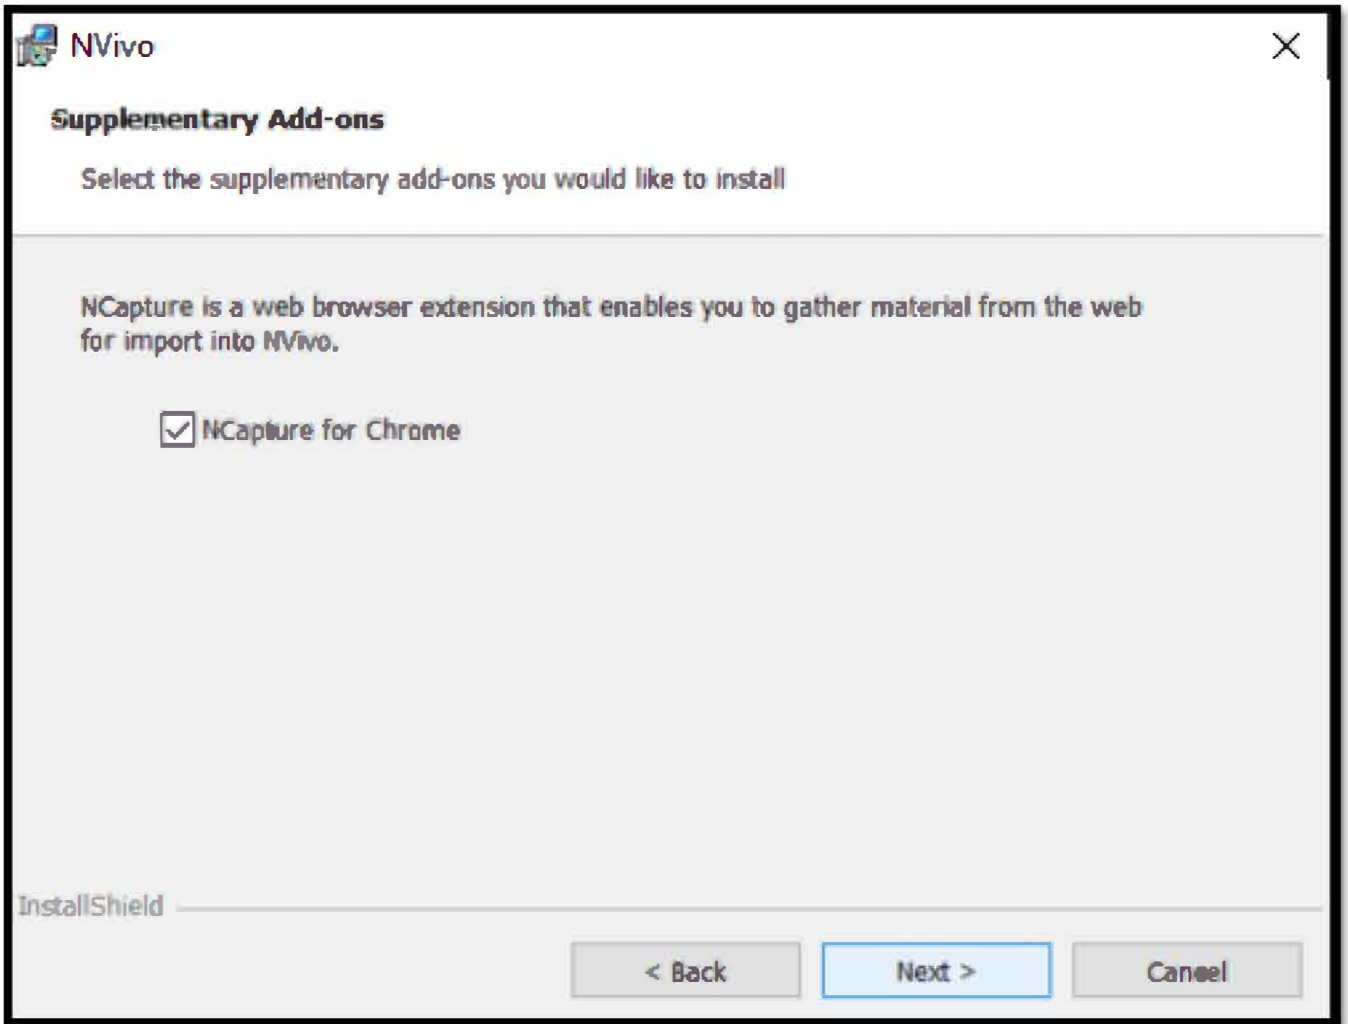 NVivo
Supplementary Add-ons
Select the supplementary add-ons you would like to install
NCapture is a web browser extension that enables you to gather material from the web
for import into NVivo.
NCapture for Chrome
InstallShield
< Back
Next >
Cancel